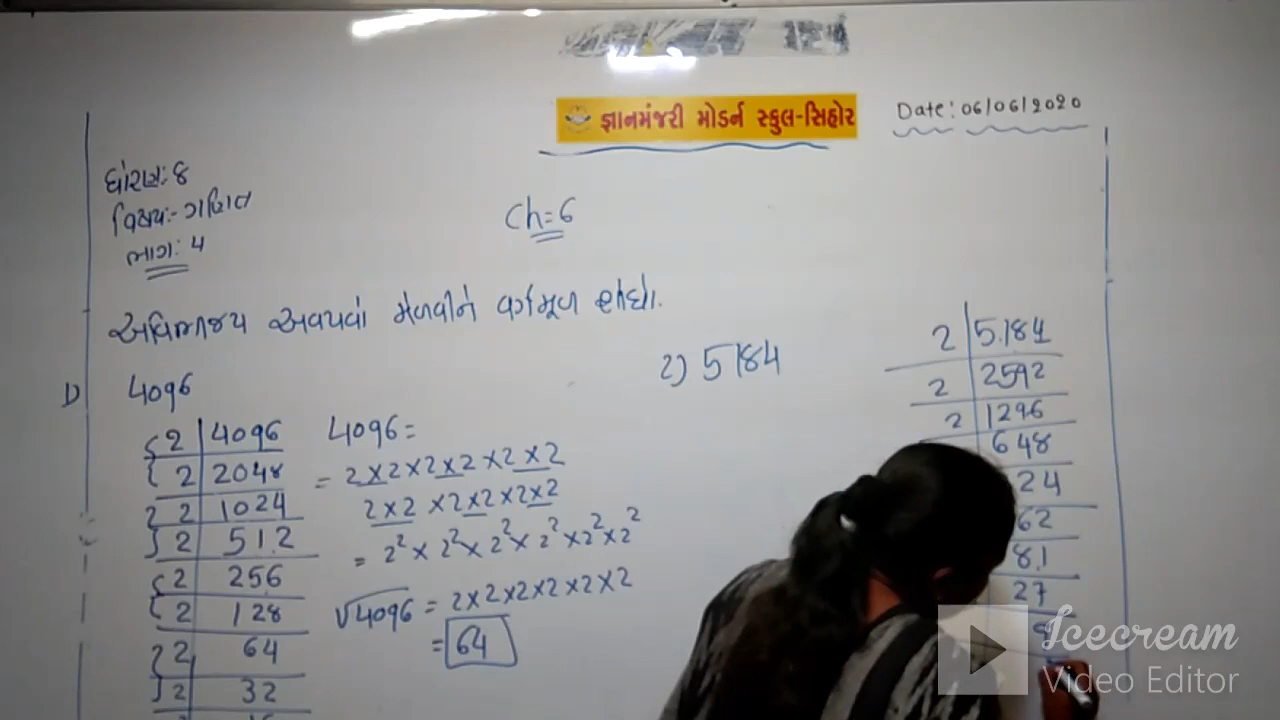 જ્ઞાનમંજરી મોડર્ન સ્કુલ-સિહોર
Date: 06/06/2020
ધોરણ: 8
વિષય:- ગણિત
ભાગ: 4
Ch=6
અવિભાજ્ય અવયવો મેળવીને વર્ગમૂળ શોધો.
1) 4096
2 4096
2 2048
2 1024
2 512
2 256
2 128
2 64
2 32
4096=
= 2×2×2×2×2×2
2×2×2×2×2×2
= 2²×2²×2²×2²×2²×2²
√4096 = 2×2×2×2×2×2
= 64
2) 5184
2 5184
2 2592
2 1296
648
24
62
81
27
Icecream
Video Editor